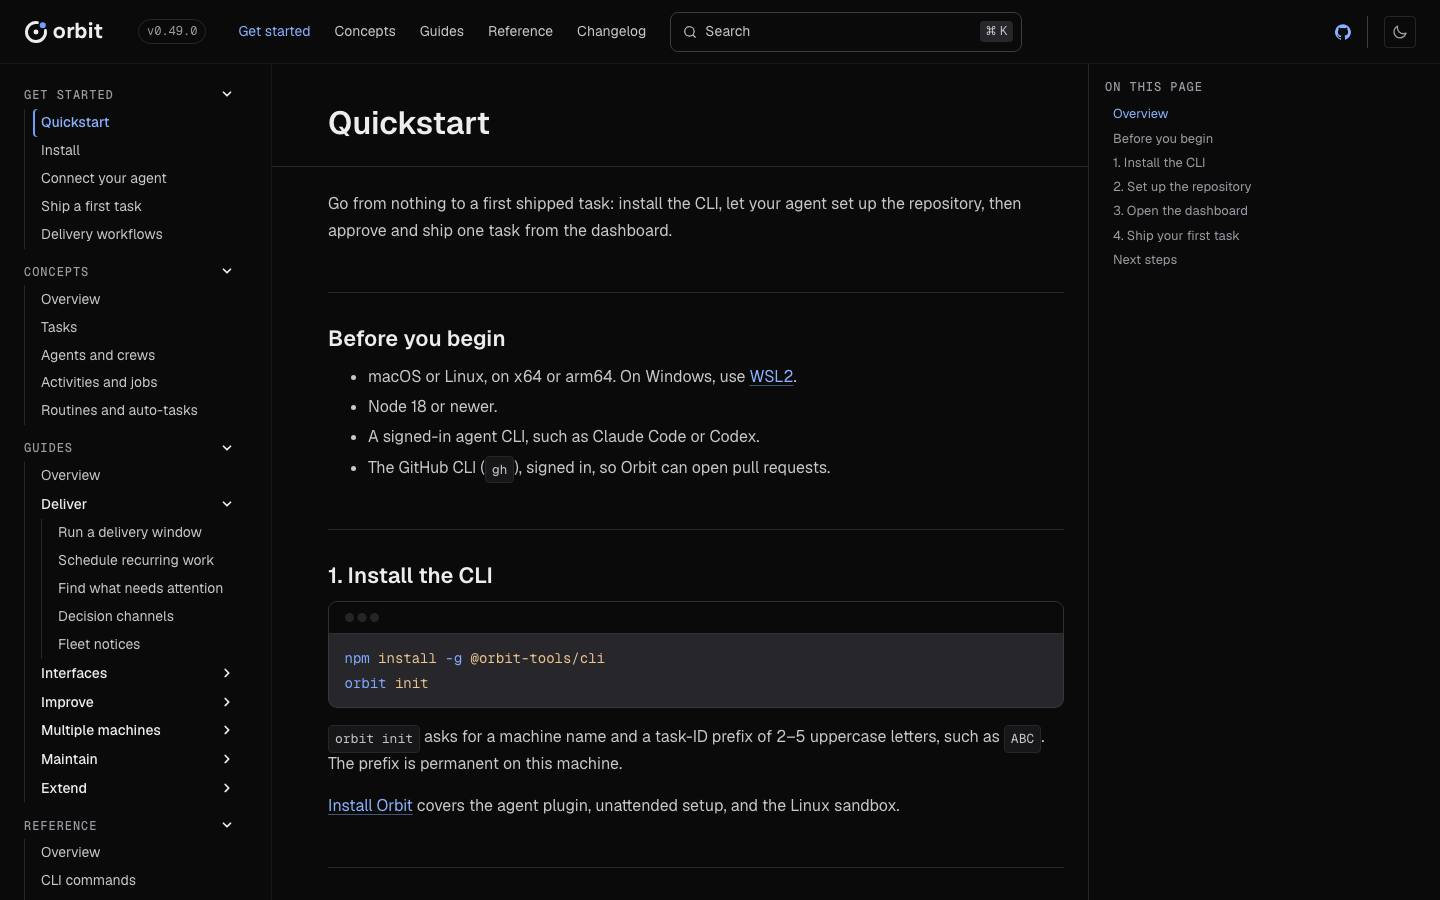 orbit
v0.49.0
Get started
Concepts
Guides
Reference
Changelog
Search
⌘ K
GET STARTED
Quickstart
Install
Connect your agent
Ship a first task
Delivery workflows
CONCEPTS
Overview
Tasks
Agents and crews
Activities and jobs
Routines and auto-tasks
GUIDES
Overview
Deliver
Run a delivery window
Schedule recurring work
Find what needs attention
Decision channels
Fleet notices
Interfaces
Improve
Multiple machines
Maintain
Extend
REFERENCE
Overview
CLI commands
Quickstart
Go from nothing to a first shipped task: install the CLI, let your agent set up the repository, then
approve and ship one task from the dashboard.
Before you begin
• macOS or Linux, on x64 or arm64. On Windows, use WSL2.
• Node 18 or newer.
• A signed-in agent CLI, such as Claude Code or Codex.
• The GitHub CLI (gh), signed in, so Orbit can open pull requests.
1. Install the CLI
npm install -g @orbit-tools/cli
orbit init
orbit init asks for a machine name and a task-ID prefix of 2–5 uppercase letters, such as ABC.
The prefix is permanent on this machine.
Install Orbit covers the agent plugin, unattended setup, and the Linux sandbox.
ON THIS PAGE
Overview
Before you begin
1. Install the CLI
2. Set up the repository
3. Open the dashboard
4. Ship your first task
Next steps